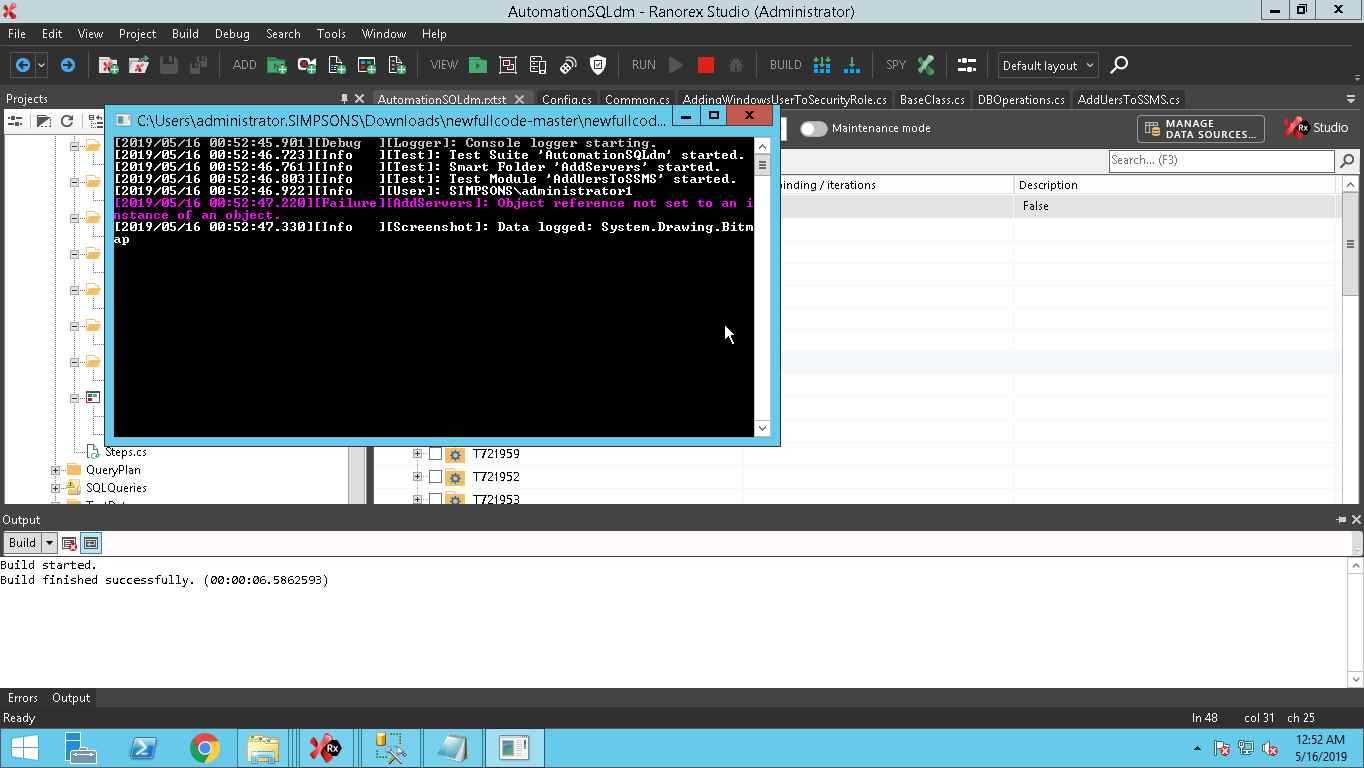 AutomationSQLdm - Ranorex Studio (Administrator)
File Edit View Project Build Debug Search Tools Window Help
ADD VIEW RUN BUILD SPY Default layout
Projects
AutomationSQLdm.rxtst Config.cs Common.cs AddingWindowsUserToSecurityRole.cs BaseClass.cs DBOperations.cs AddUersToSSMS.cs
C:\Users\administrator.SIMPSONS\Downloads\newfullcode-master\newfullcod...
Maintenance mode
MANAGE
DATA SOURCES...
Rx Studio
Search... (F3)
inding / iterations Description
False
[2019/05/16 00:52:45.901][Debug ][Logger]: Console logger starting.
[2019/05/16 00:52:46.723][Info ][Test]: Test Suite 'AutomationSQLdm' started.
[2019/05/16 00:52:46.761][Info ][Test]: Smart Folder 'AddServers' started.
[2019/05/16 00:52:46.803][Info ][Test]: Test Module 'AddUersToSSMS' started.
[2019/05/16 00:52:46.922][Info ][User]: SIMPSONS\administrator1
[2019/05/16 00:52:47.220][Failure][AddServers]: Object reference not set to an i
nstance of an object.
[2019/05/16 00:52:47.330][Info ][Screenshot]: Data logged: System.Drawing.Bitm
ap
Steps.cs
QueryPlan
SQLQueries
T721959
T721952
T721953
Output
Build
Build started.
Build finished successfully. (00:00:06.5862593)
Errors Output
Ready
ln 48 col 31 ch 25
Rx
12:52 AM
5/16/2019